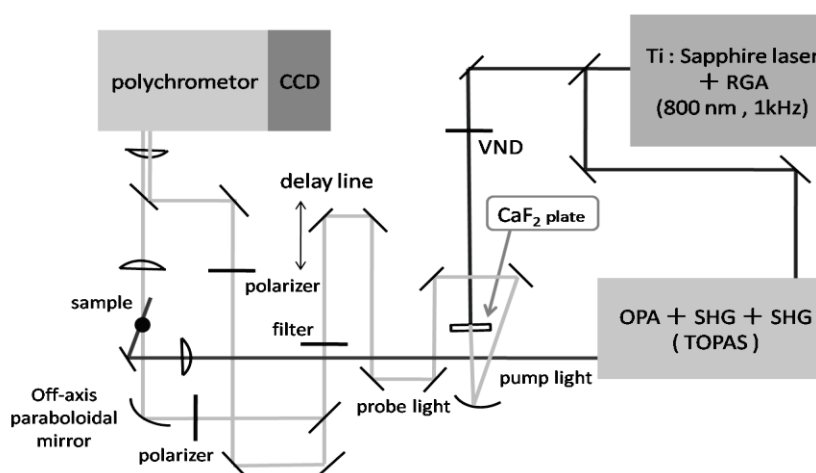 polychrometor
CCD
Ti : Sapphire laser
+ RGA
(800 nm , 1kHz)
VND
delay line
CaF₂ plate
polarizer
sample
filter
OPA + SHG + SHG
( TOPAS )
pump light
probe light
Off-axis
paraboloidal
mirror
polarizer